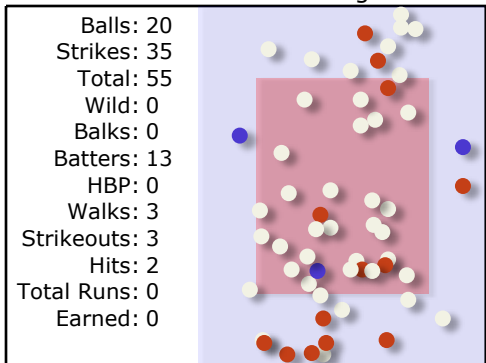 Balls: 20
Strikes: 35
Total: 55
Wild: 0
Balks: 0
Batters: 13
HBP: 0
Walks: 3
Strikeouts: 3
Hits: 2
Total Runs: 0
Earned: 0